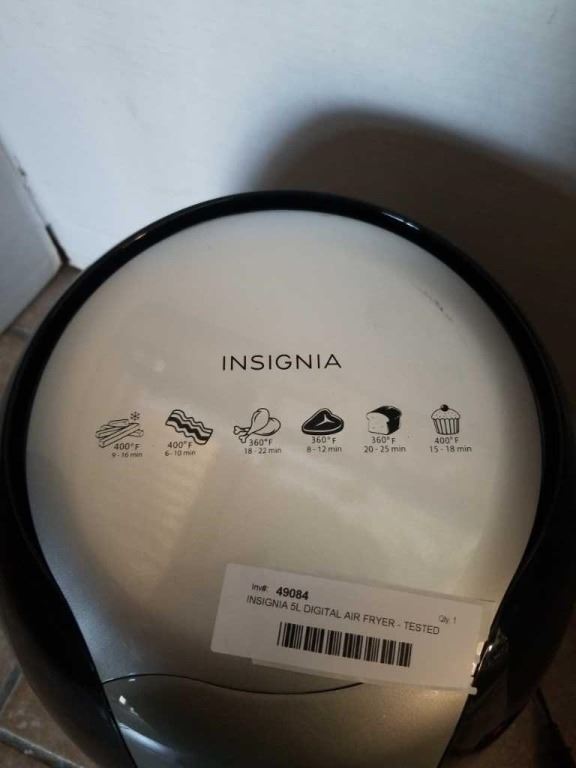 INSIGNIA
400°F 400°F 360°F 360°F 360°F 400°F
9 - 16 min 6 - 10 min 18 - 22 min 8 - 12 min 20 - 25 min 15 - 18 min
Inv#: 49084
INSIGNIA 5L DIGITAL AIR FRYER - TESTED Qty. 1